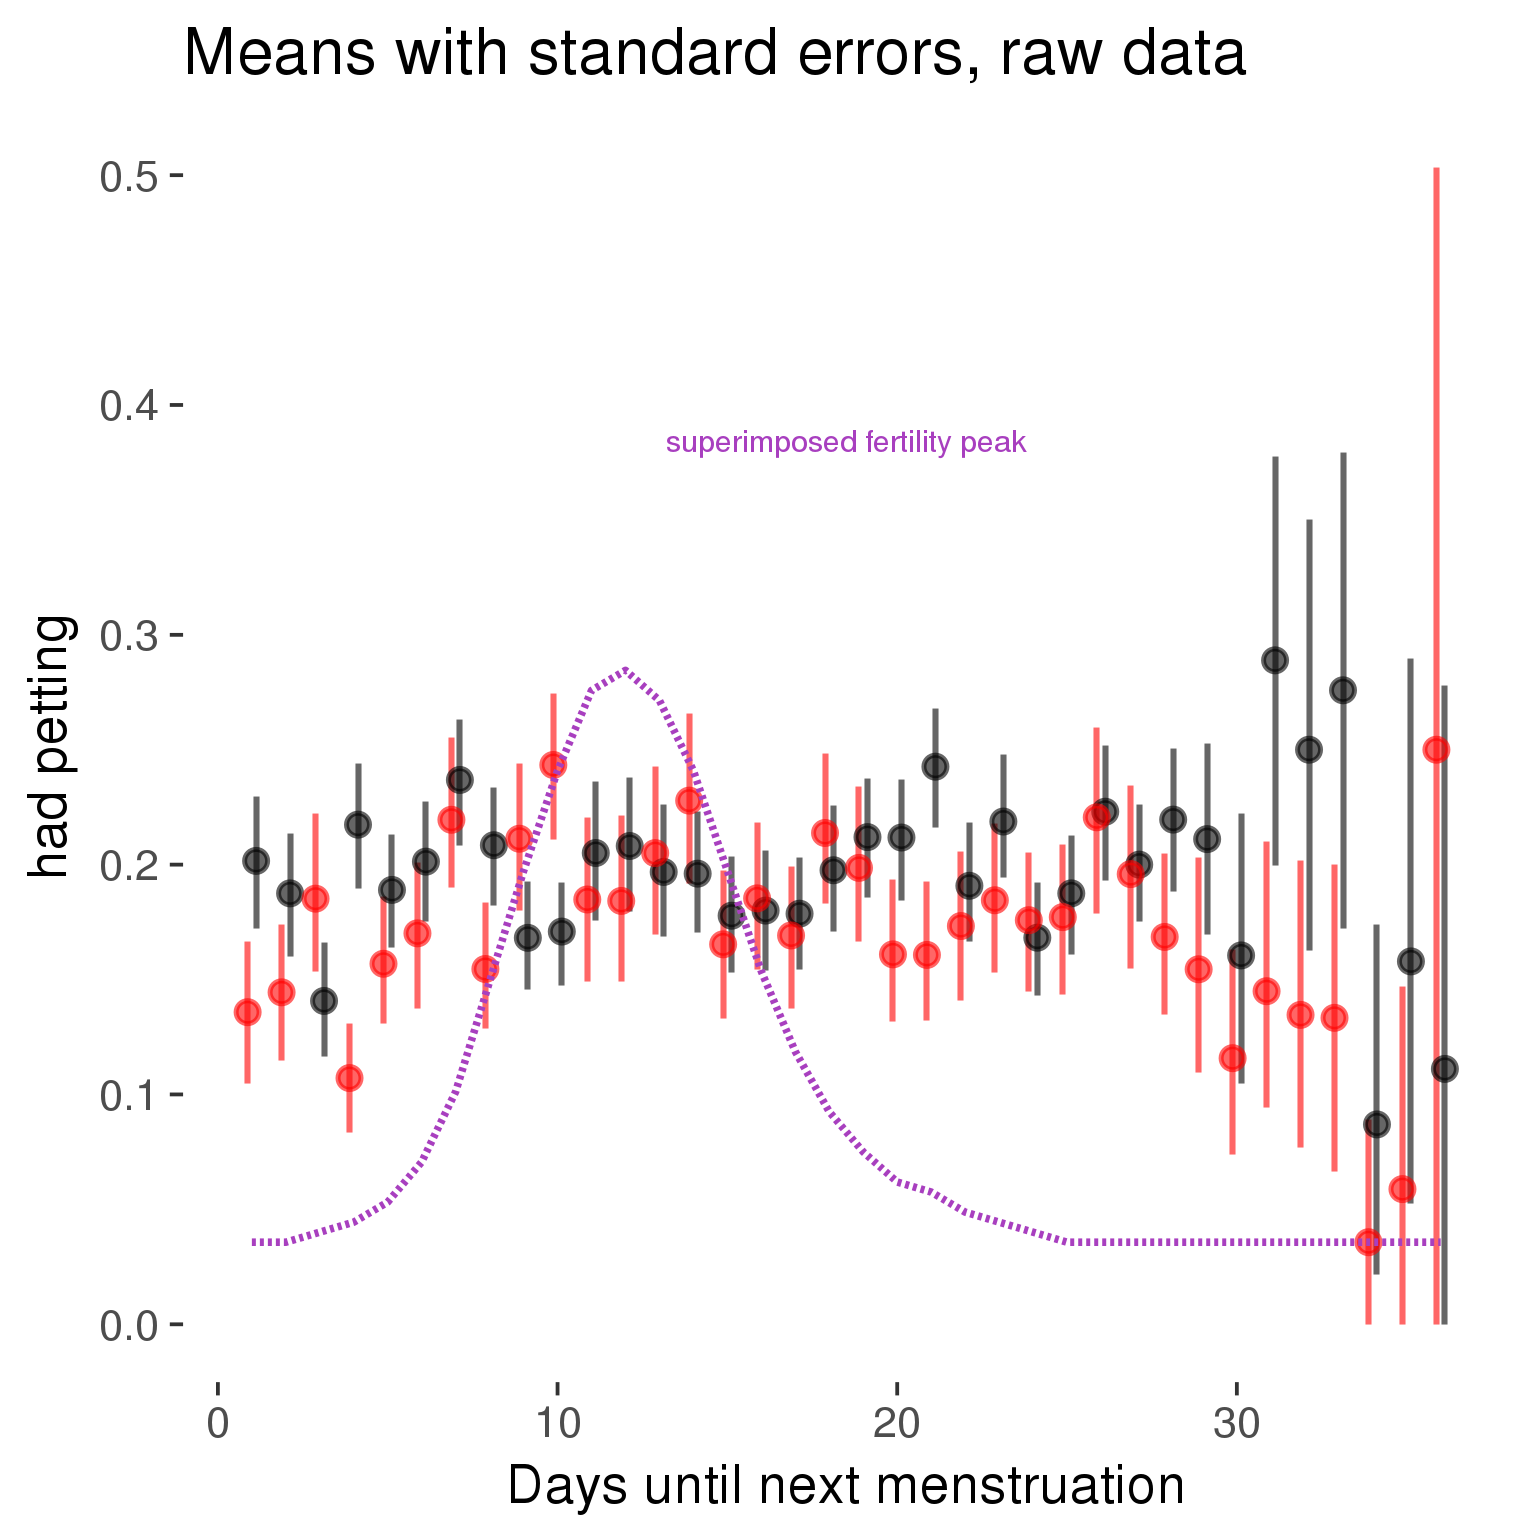 Means with standard errors, raw data
0.5
0.4
superimposed fertility peak
0.3
had petting
0.2
0.1
0.0
0 10 20 30
Days until next menstruation